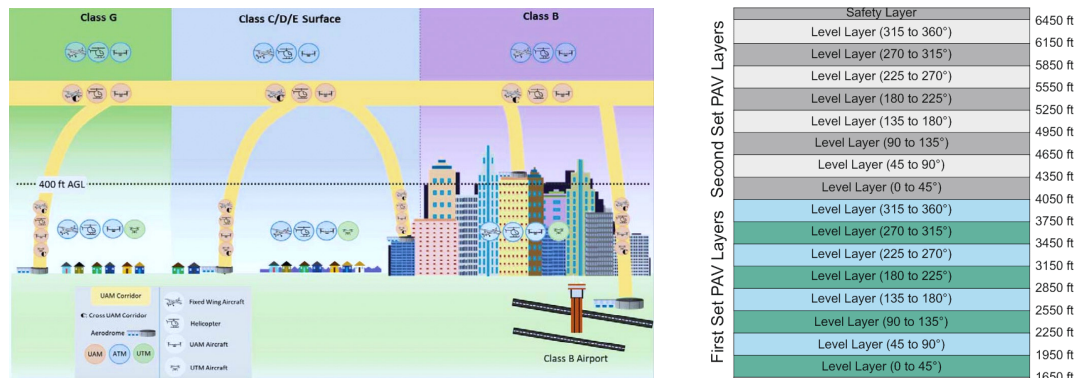 Class G
Class C/D/E Surface
Class B
400 ft AGL
UAM Corridor
Cross UAM Corridor
Aerodrome
UAM
ATM
UTM
Fixed Wing Aircraft
Helicopter
UAM Aircraft
UTM Aircraft
Class B Airport
Second Set PAV Layers
First Set PAV Layers
Safety Layer
6450 ft
Level Layer (315 to 360°)
6150 ft
Level Layer (270 to 315°)
5850 ft
Level Layer (225 to 270°)
5550 ft
Level Layer (180 to 225°)
5250 ft
Level Layer (135 to 180°)
4950 ft
Level Layer (90 to 135°)
4650 ft
Level Layer (45 to 90°)
4350 ft
Level Layer (0 to 45°)
4050 ft
Level Layer (315 to 360°)
3750 ft
Level Layer (270 to 315°)
3450 ft
Level Layer (225 to 270°)
3150 ft
Level Layer (180 to 225°)
2850 ft
Level Layer (135 to 180°)
2550 ft
Level Layer (90 to 135°)
2250 ft
Level Layer (45 to 90°)
1950 ft
Level Layer (0 to 45°)
1650 ft